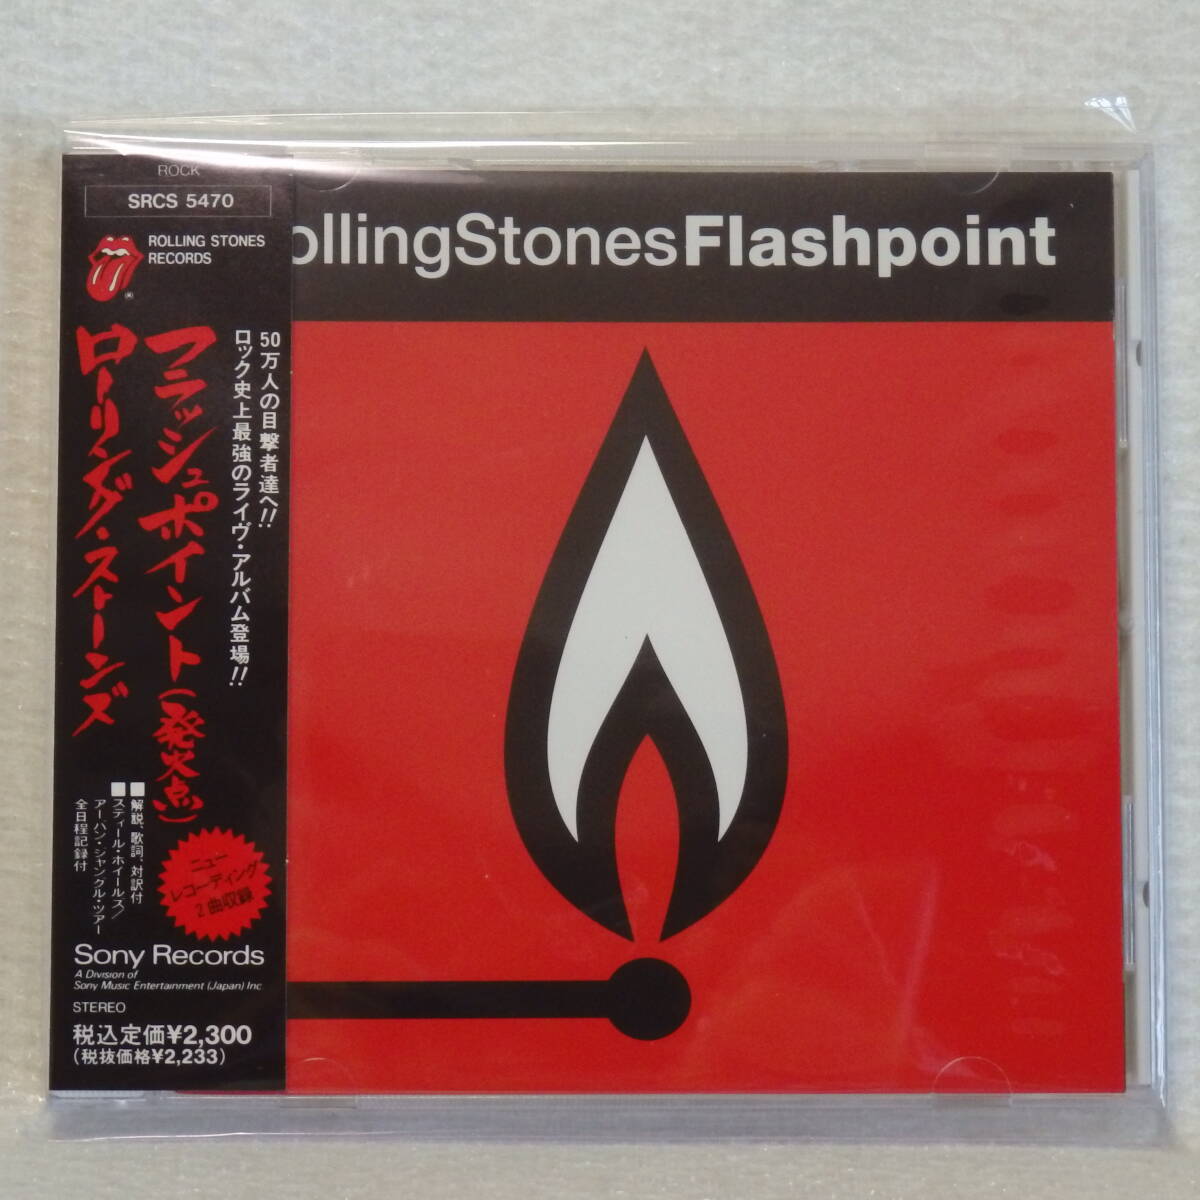 ROCK
SRCS 5470
ROLLING STONES
RECORDS
®
ollingStonesFlashpoint
50万人の目撃者達へ!!
ロック史上最強のライヴ・アルバム登場!!
フラッシュポイント(発火点)
ローリング・ストーンズ
■解説、歌詞、対訳付
■スティール・ホイールズ/
アーバン・ジャングル・ツアー
全日程記録付
ニュー
レコーディング
2曲収録
Sony Records
A Division of
Sony Music Entertainment (Japan) Inc
STEREO
税込定価¥2,300
(税抜価格¥2,233)